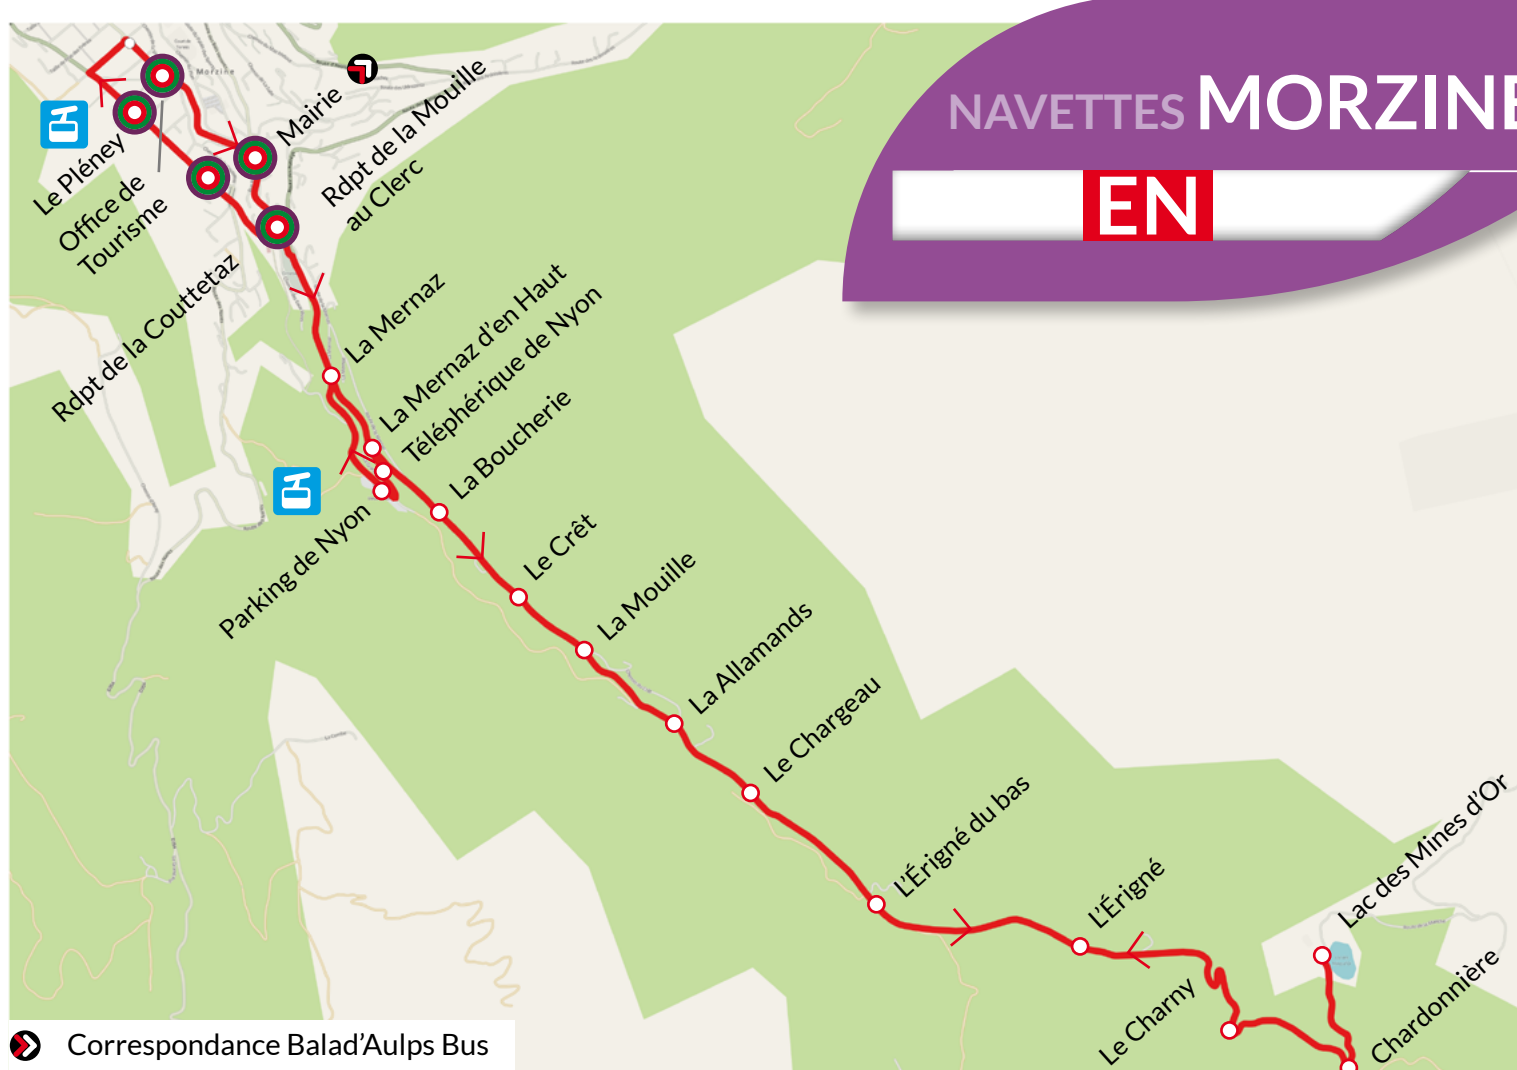 NAVETTES MORZINE
EN
Morzine
Mairie
Rdpt de la Mouille
au Clerc
Le Pléney
Office de
Tourisme
Rdpt de la Couttetaz
La Mernaz
La Mernaz d'en Haut
Téléphérique de Nyon
La Boucherie
Parking de Nyon
Le Crêt
La Mouille
La Allamands
Le Chargeau
L'Érigné du bas
L'Érigné
Lac des Mines d'Or
Le Charny
Chardonnière
Correspondance Balad'Aulps Bus